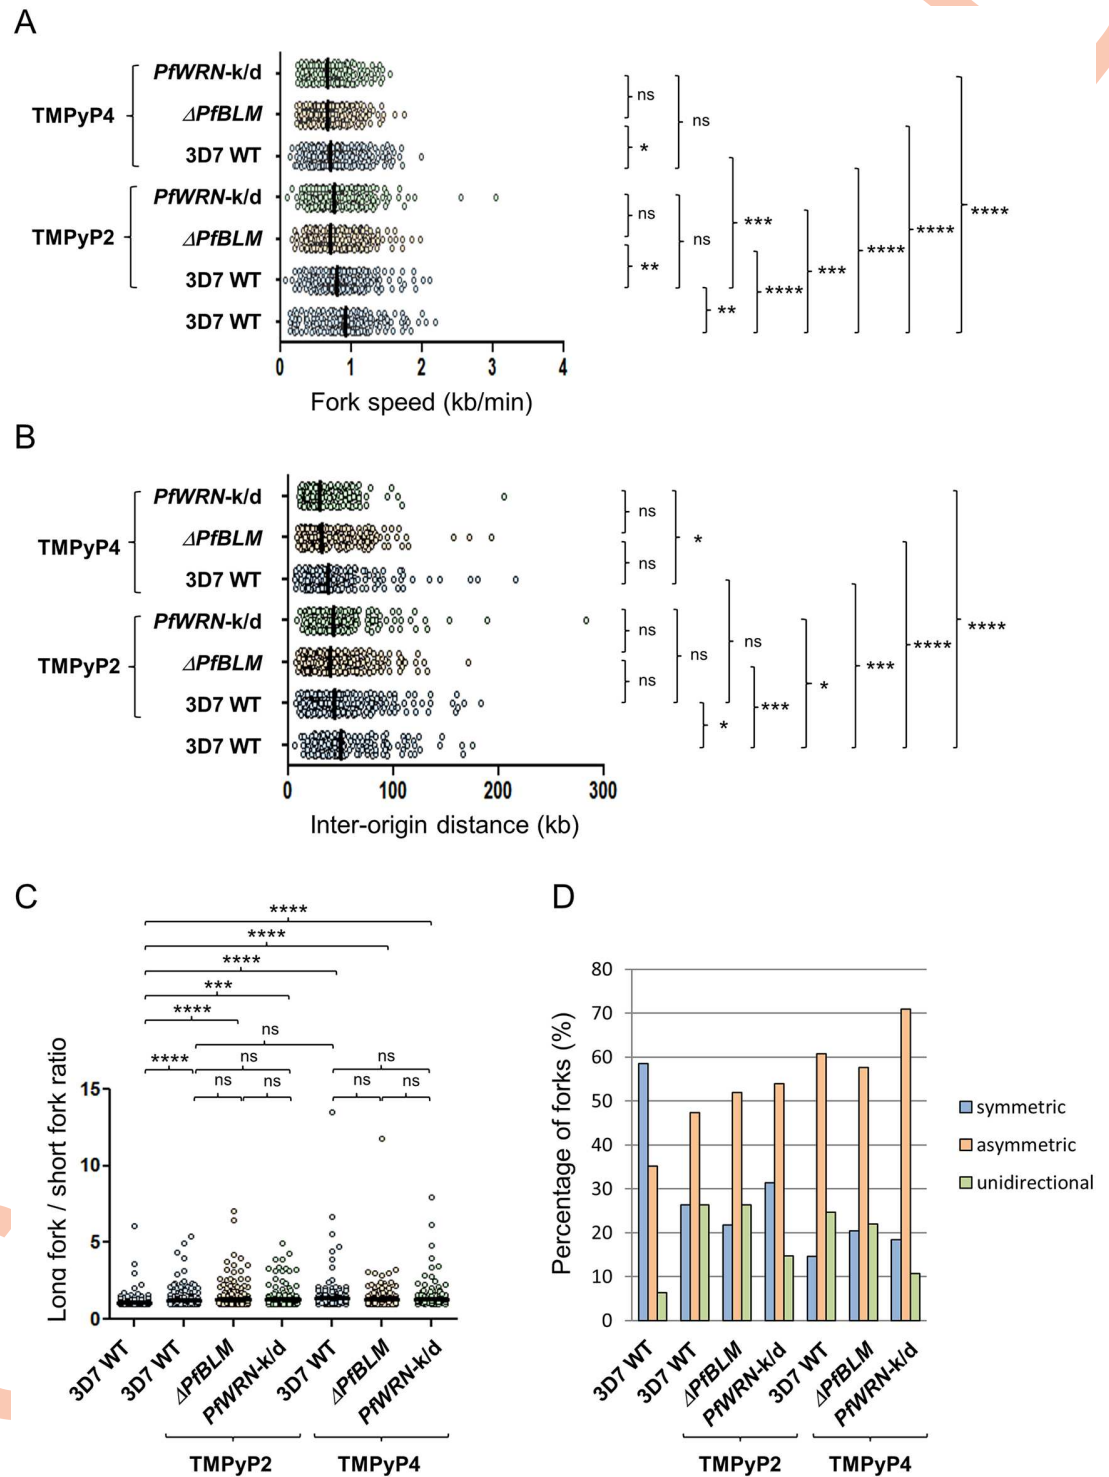 A
PfWRN-k/d
ΔPfBLM
3D7 WT
TMPyP4
PfWRN-k/d
ΔPfBLM
3D7 WT
TMPyP2
3D7 WT
ns
*
ns
ns
**
ns
***
**
****
***
****
****
****
0 1 2 3 4
Fork speed (kb/min)
B
PfWRN-k/d
ΔPfBLM
3D7 WT
TMPyP4
PfWRN-k/d
ΔPfBLM
3D7 WT
TMPyP2
3D7 WT
ns
ns
*
ns
ns
ns
ns
*
***
*
***
****
****
0 100 200 300
Inter-origin distance (kb)
C
****
****
****
***
****
ns
**** ns ns
ns ns ns ns
Long fork / short fork ratio
15
10
5
0
3D7 WT
3D7 WT
ΔPfBLM
PfWRN-k/d
3D7 WT
ΔPfBLM
PfWRN-k/d
TMPyP2 TMPyP4
D
Percentage of forks (%)
80
70
60
50
40
30
20
10
0
symmetric
asymmetric
unidirectional
3D7 WT
3D7 WT
ΔPfBLM
PfWRN-k/d
3D7 WT
ΔPfBLM
PfWRN-k/d
TMPyP2 TMPyP4